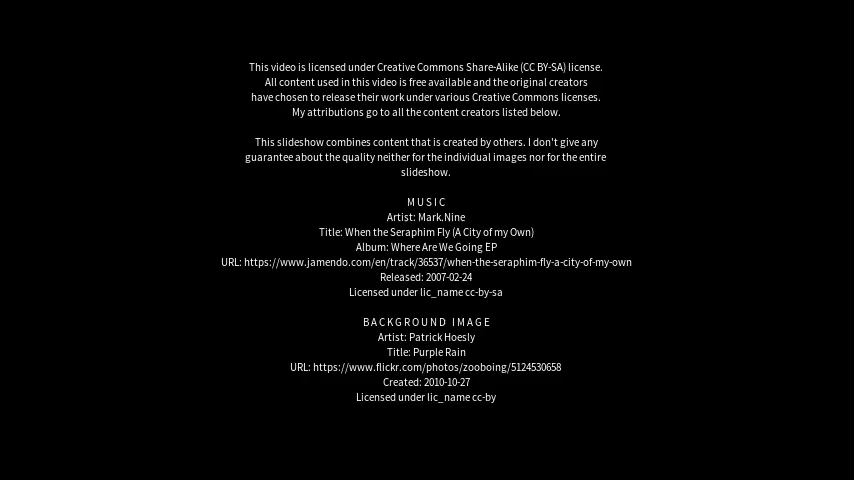 This video is licensed under Creative Commons Share-Alike (CC BY-SA) license.
All content used in this video is free available and the original creators
have chosen to release their work under various Creative Commons licenses.
My attributions go to all the content creators listed below.
This slideshow combines content that is created by others. I don't give any
guarantee about the quality neither for the individual images nor for the entire
slideshow.
MUSIC
Artist: Mark.Nine
Title: When the Seraphim Fly (A City of my Own)
Album: Where Are We Going EP
URL: https://www.jamendo.com/en/track/36537/when-the-seraphim-fly-a-city-of-my-own
Released: 2007-02-24
Licensed under lic_name cc-by-sa
BACKGROUND IMAGE
Artist: Patrick Hoesly
Title: Purple Rain
URL: https://www.flickr.com/photos/zooboing/5124530658
Created: 2010-10-27
Licensed under lic_name cc-by